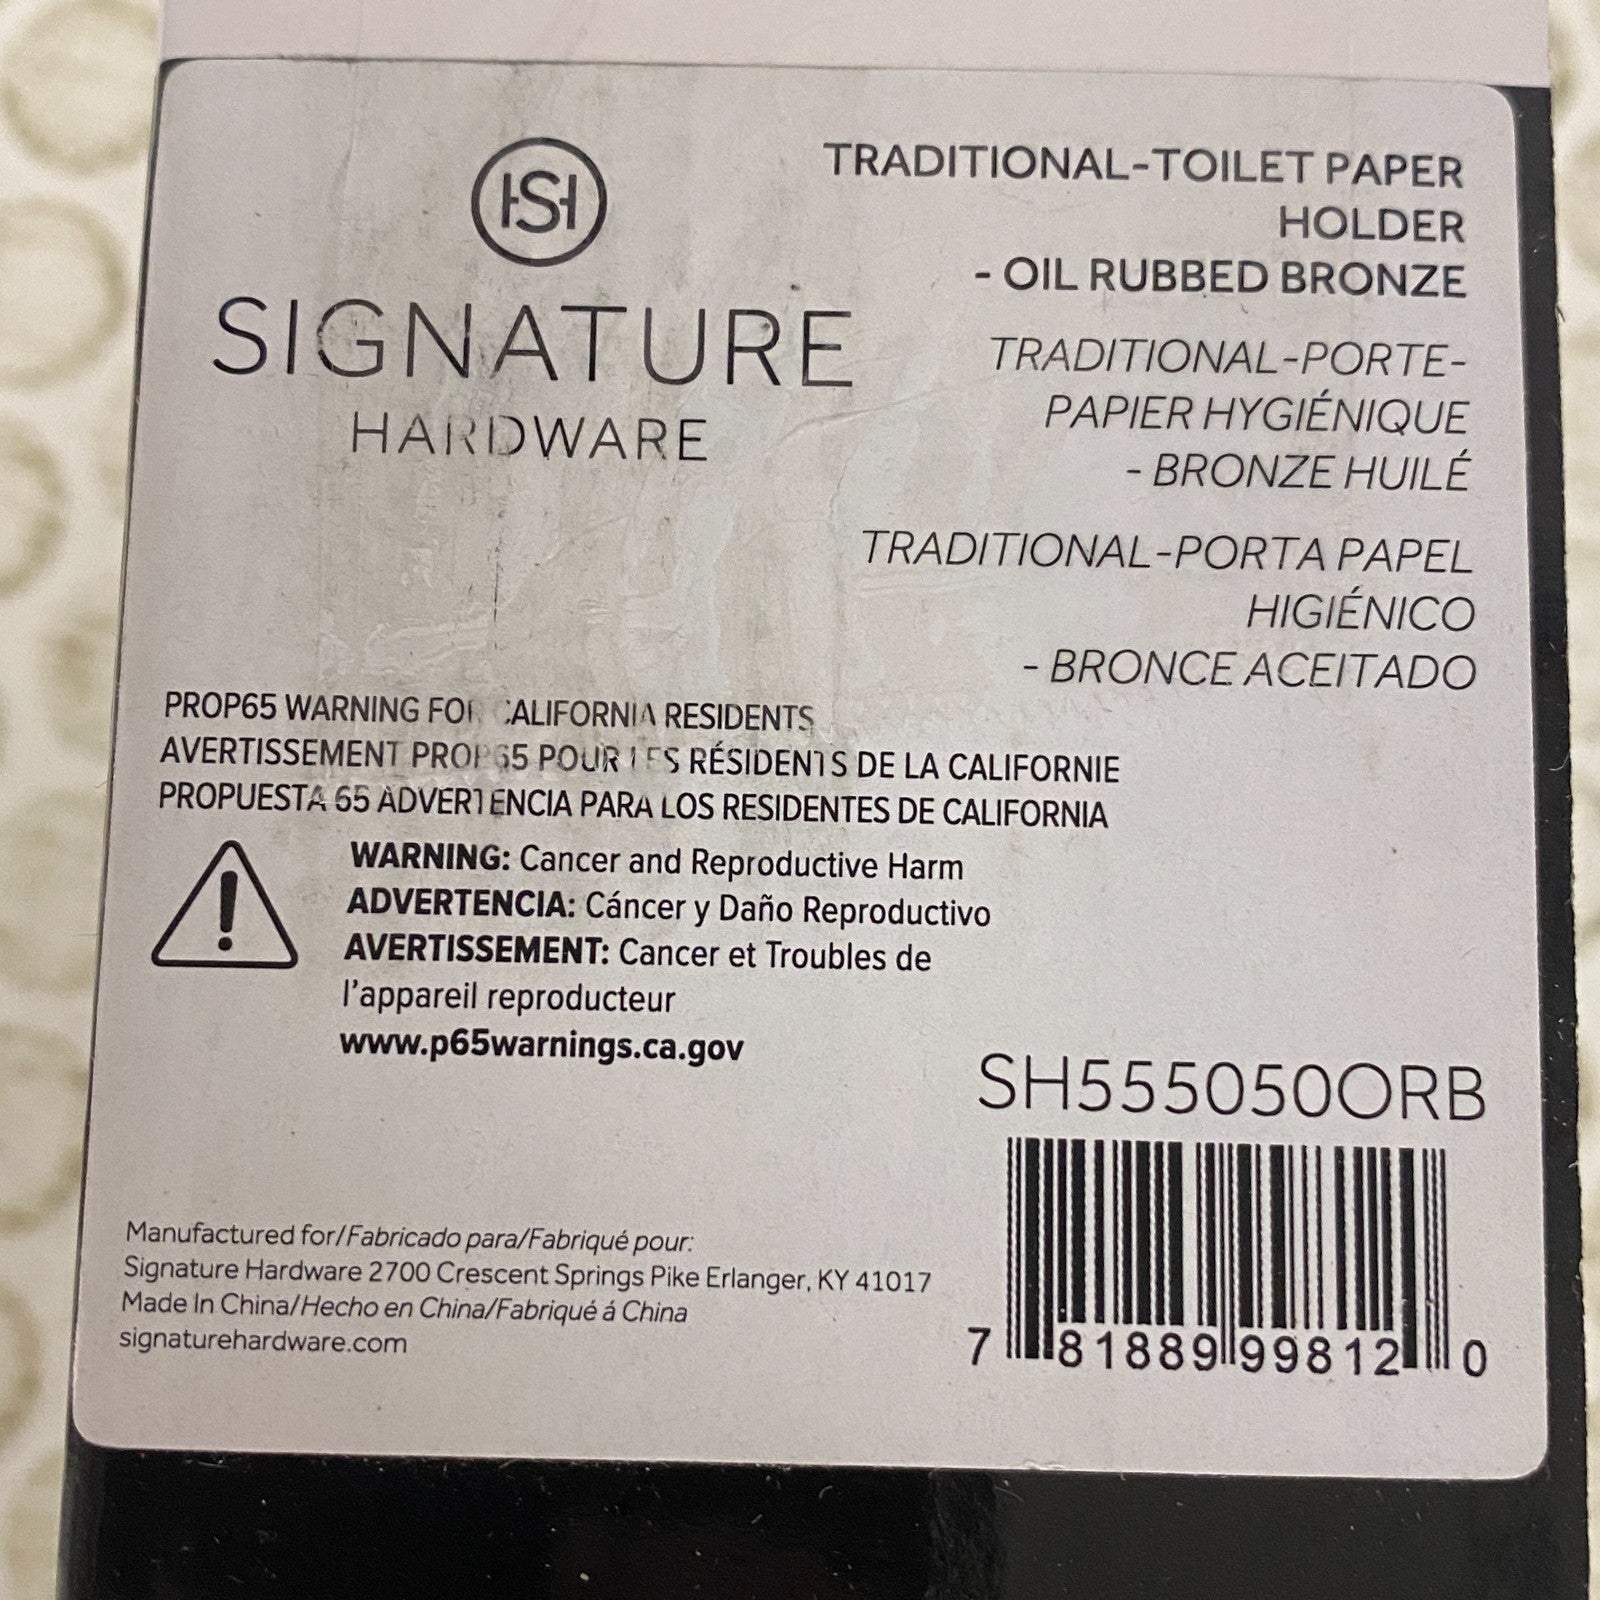 HSH
SIGNATURE
HARDWARE
TRADITIONAL-TOILET PAPER
HOLDER
- OIL RUBBED BRONZE
TRADITIONAL-PORTE-
PAPIER HYGIÉNIQUE
- BRONZE HUILÉ
TRADITIONAL-PORTA PAPEL
HIGIÉNICO
- BRONCE ACEITADO
PROP65 WARNING FOR CALIFORNIA RESIDENTS
AVERTISSEMENT PROP65 POUR LES RÉSIDENTS DE LA CALIFORNIE
PROPUESTA 65 ADVERTENCIA PARA LOS RESIDENTES DE CALIFORNIA
WARNING: Cancer and Reproductive Harm
ADVERTENCIA: Cáncer y Daño Reproductivo
AVERTISSEMENT: Cancer et Troubles de
l'appareil reproducteur
www.p65warnings.ca.gov
SH555050ORB
7 81889 99812 0
Manufactured for/Fabricado para/Fabriqué pour:
Signature Hardware 2700 Crescent Springs Pike Erlanger, KY 41017
Made In China/Hecho en China/Fabriqué á China
signaturehardware.com